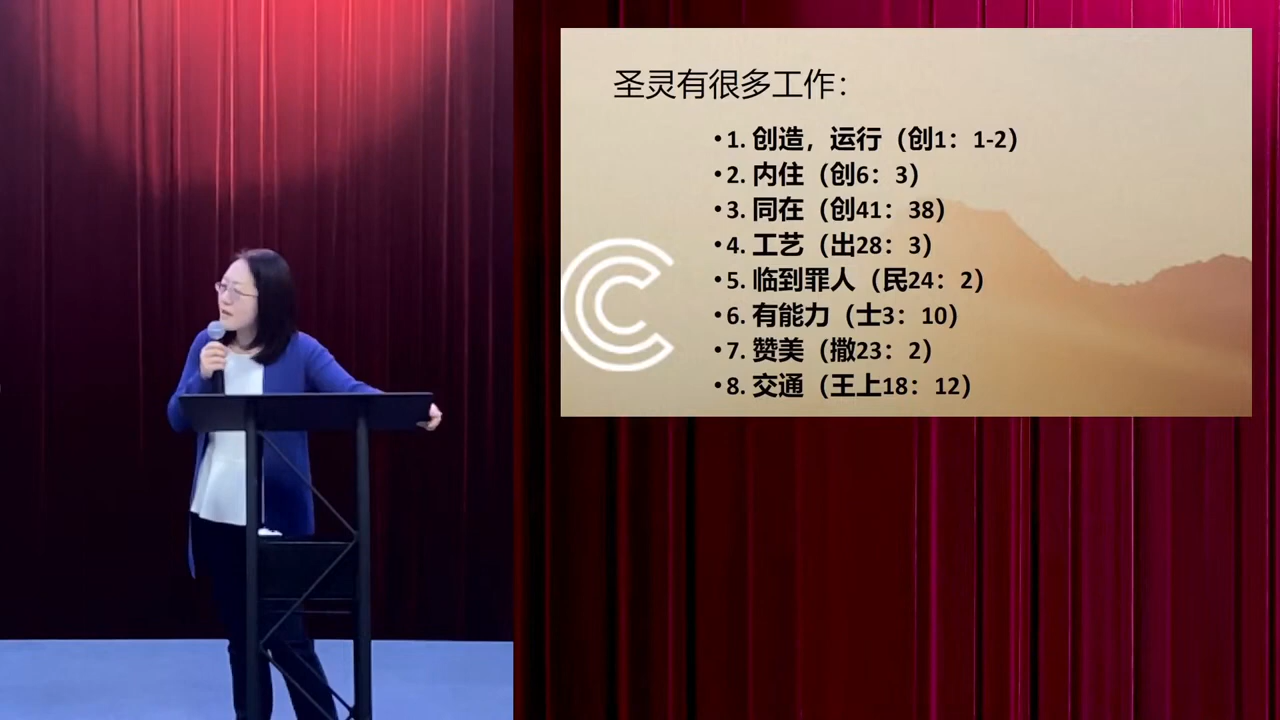 圣灵有很多工作：
•1. 创造，运行（创1：1-2）
•2. 内住（创6：3）
•3. 同在（创41：38）
•4. 工艺（出28：3）
•5. 临到罪人（民24：2）
•6. 有能力（士3：10）
•7. 赞美（撒23：2）
•8. 交通（王上18：12）